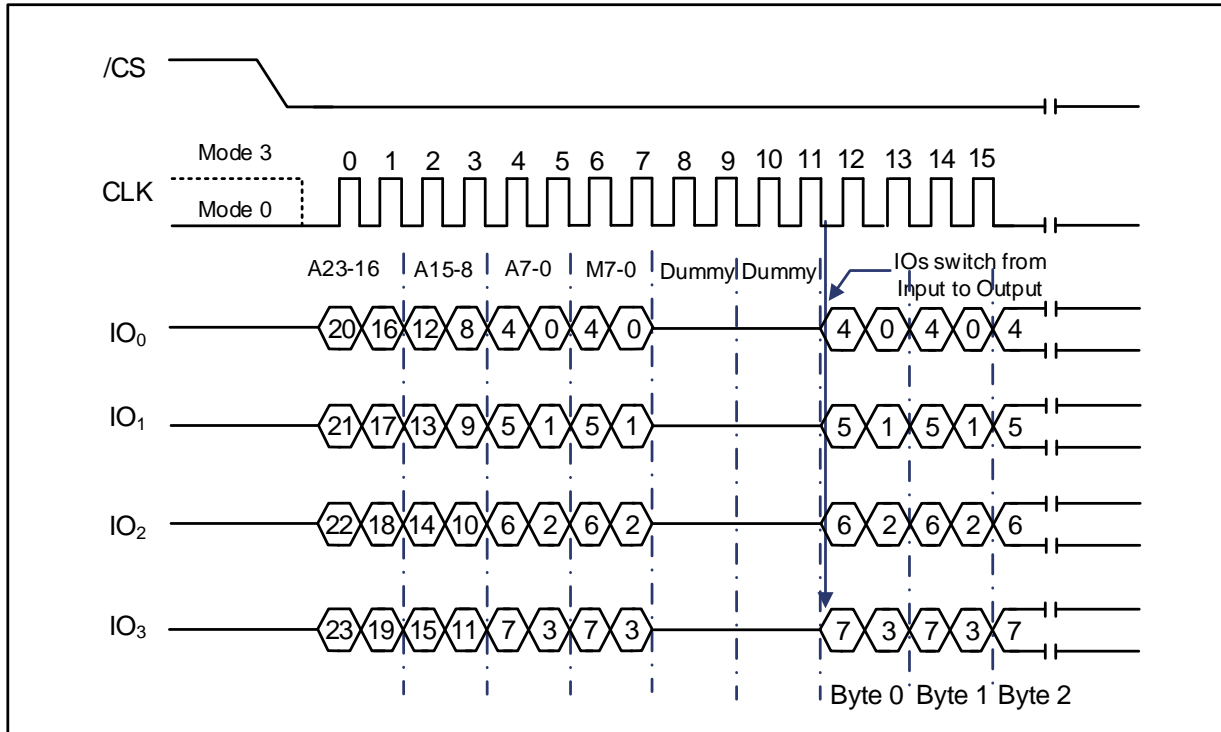 /CS
Mode 3
0 1 2 3 4 5 6 7 8 9 10 11 12 13 14 15
CLK
Mode 0
A23-16 A15-8 A7-0 M7-0 Dummy Dummy IOs switch from
Input to Output
IO0 20 16 12 8 4 0 4 0 4 0 4 0 4
IO1 21 17 13 9 5 1 5 1 5 1 5 1 5
IO2 22 18 14 10 6 2 6 2 6 2 6 2 6
IO3 23 19 15 11 7 3 7 3 7 3 7 3 7
Byte 0 Byte 1 Byte 2